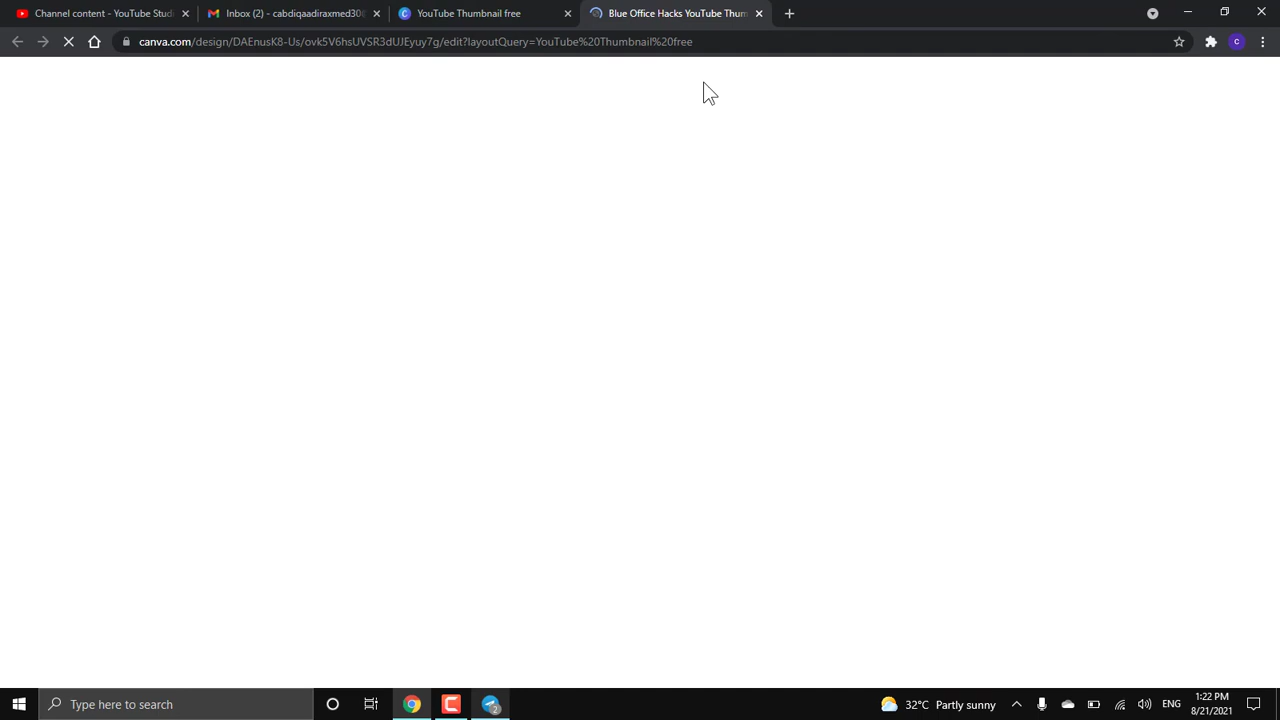 Channel content - YouTube Stud
Inbox (2) - cabdiqaadiraxmed30@
YouTube Thumbnail free
Blue Office Hacks YouTube Thum
canva.com/design/DAEnusK8-Us/ovk5V6hsUVSR3dUJEyuy7g/edit?layoutQuery=YouTube%20Thumbnail%20free
C
Type here to search
2
32°C Partly sunny
ENG
1:22 PM
8/21/2021